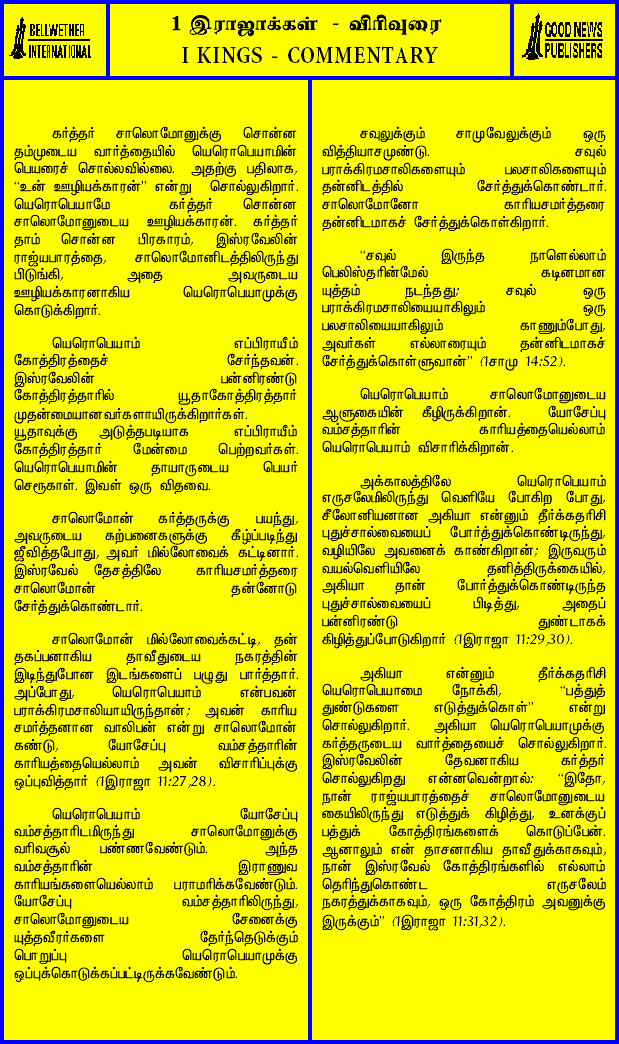 BELLWETHER
INTERNATIONAL
1 இராஜாக்கள் - விரிவுரை
I KINGS - COMMENTARY
GOOD NEWS
PUBLISHERS
கர்த்தர் சாலொமோனுக்கு சொன்ன
தம்முடைய வார்த்தையில் யெரொபெயாமின்
பெயரைச் சொல்லவில்லை. அதற்கு பதிலாக,
“உன் ஊழியக்காரன்” என்று சொல்லுகிறார்.
யெரொபெயாமே கர்த்தர் சொன்ன
சாலொமோனுடைய ஊழியக்காரன். கர்த்தர்
தாம் சொன்ன பிரகாரம், இஸ்ரவேலின்
ராஜ்யபாரத்தை, சாலொமோனிடத்திலிருந்து
பிடுங்கி, அதை அவருடைய
ஊழியக்காரனாகிய யெரொபெயாமுக்கு
கொடுக்கிறார்.
யெரொபெயாம் எப்பிராயீம்
கோத்திரத்தைச் சேர்ந்தவன்.
இஸ்ரவேலின் பன்னிரண்டு
கோத்திரத்தாரில் யூதாகோத்திரத்தார்
முதன்மையானவர்களாயிருக்கிறார்கள்.
யூதாவுக்கு அடுத்தபடியாக எப்பிராயீம்
கோத்திரத்தார் மேன்மை பெற்றவர்கள்.
யெரொபெயாமின் தாயாருடைய பெயர்
செரூகாள். இவள் ஒரு விதவை.
சாலொமோன் கர்த்தருக்கு பயந்து,
அவருடைய கற்பனைகளுக்கு கீழ்ப்படிந்து
ஜீவித்தபோது, அவர் மில்லோவைக் கட்டினார்.
இஸ்ரவேல் தேசத்திலே காரியசமர்த்தரை
சாலொமோன் தன்னோடு
சேர்த்துக்கொண்டார்.
சாலொமோன் மில்லோவைக்கட்டி, தன்
தகப்பனாகிய தாவீதுடைய நகரத்தின்
இடிந்துபோன இடங்களைப் பழுது பார்த்தார்.
அப்போது, யெரொபெயாம் என்பவன்
பராக்கிரமசாலியாயிருந்தான்; அவன் காரிய
சமர்த்தனான வாலிபன் என்று சாலொமோன்
கண்டு, யோசேப்பு வம்சத்தாரின்
காரியத்தையெல்லாம் அவன் விசாரிப்புக்கு
ஒப்புவித்தார் (1இராஜா 11:27,28).
யெரொபெயாம் யோசேப்பு
வம்சத்தாரிடமிருந்து சாலொமோனுக்கு
வரிவசூல் பண்ணவேண்டும். அந்த
வம்சத்தாரின் இராணுவ
காரியங்களையெல்லாம் பராமரிக்கவேண்டும்.
யோசேப்பு வம்சத்தாரிலிருந்து,
சாலொமோனுடைய சேனைக்கு
யுத்தவீரர்களை தேர்ந்தெடுக்கும்
பொறுப்பு யெரொபெயாமுக்கு
ஒப்புக்கொடுக்கப்பட்டிருக்கவேண்டும்.
சவுலுக்கும் சாமுவேலுக்கும் ஒரு
வித்தியாசமுண்டு. சவுல்
பராக்கிரமசாலிகளையும் பலசாலிகளையும்
தன்னிடத்தில் சேர்த்துக்கொண்டார்.
சாலொமோனோ காரியசமர்த்தரை
தன்னிடமாகச் சேர்த்துக்கொள்கிறார்.
“சவுல் இருந்த நாளெல்லாம்
பெலிஸ்தரின்மேல் கடினமான
யுத்தம் நடந்தது; சவுல் ஒரு
பராக்கிரமசாலியையாகிலும் ஒரு
பலசாலியையாகிலும் காணும்போது,
அவர்கள் எல்லாரையும் தன்னிடமாகச்
சேர்த்துக்கொள்ளுவான்” (1சாமு 14:52).
யெரொபெயாம் சாலொமோனுடைய
ஆளுகையின் கீழிருக்கிறான். யோசேப்பு
வம்சத்தாரின் காரியத்தையெல்லாம்
யெரொபெயாம் விசாரிக்கிறான்.
அக்காலத்திலே யெரொபெயாம்
எருசலேமிலிருந்து வெளியே போகிற போது,
சீலோனியனான அகியா என்னும் தீர்க்கதரிசி
புதுச்சால்வையைப் போர்த்துக்கொண்டிருந்து,
வழியிலே அவனைக் காண்கிறான்; இருவரும்
வயல்வெளியிலே தனித்திருக்கையில்,
அகியா தான் போர்த்துக்கொண்டிருந்த
புதுச்சால்வையைப் பிடித்து, அதைப்
பன்னிரண்டு துண்டாகக்
கிழித்துப்போடுகிறார் (1இராஜா 11:29,30).
அகியா என்னும் தீர்க்கதரிசி
யெரொபெயாமை நோக்கி, “பத்துத்
துண்டுகளை எடுத்துக்கொள்” என்று
சொல்லுகிறார். அகியா யெரொபெயாமுக்கு
கர்த்தருடைய வார்த்தையைச் சொல்லுகிறார்.
இஸ்ரவேலின் தேவனாகிய கர்த்தர்
சொல்லுகிறது என்னவென்றால்: “இதோ,
நான் ராஜ்யபாரத்தைச் சாலொமோனுடைய
கையிலிருந்து எடுத்துக் கிழித்து, உனக்குப்
பத்துக் கோத்திரங்களைக் கொடுப்பேன்.
ஆனாலும் என் தாசனாகிய தாவீதுக்காகவும்,
நான் இஸ்ரவேல் கோத்திரங்களில் எல்லாம்
தெரிந்துகொண்ட எருசலேம்
நகரத்துக்காகவும், ஒரு கோத்திரம் அவனுக்கு
இருக்கும்” (1இராஜா 11:31,32).